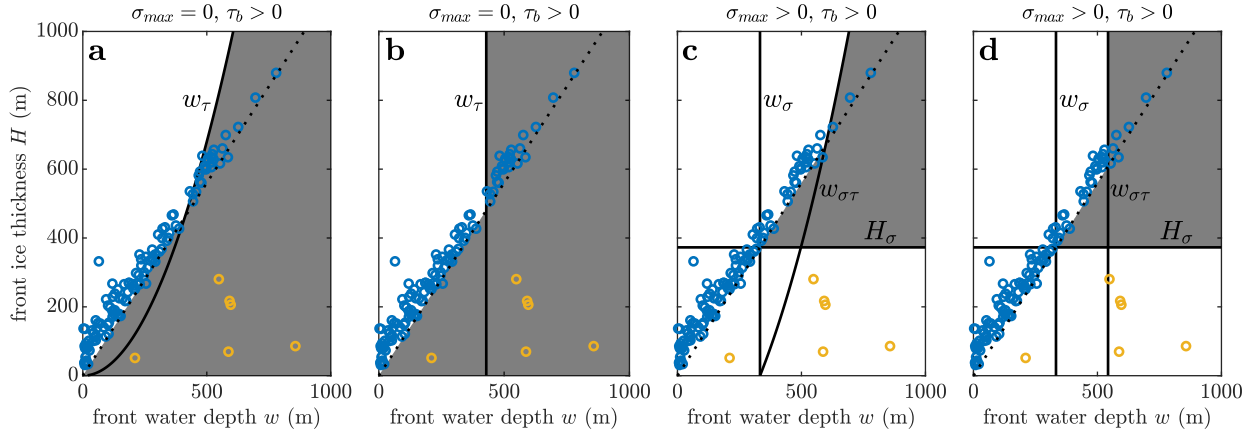 σmax = 0, τb > 0
σmax = 0, τb > 0
σmax > 0, τb > 0
σmax > 0, τb > 0
1000
800
600
400
200
0
front ice thickness H (m)
a
wτ
0
500
1000
front water depth w (m)
b
wτ
0
500
1000
front water depth w (m)
c
wσ
wστ
Hσ
0
500
1000
front water depth w (m)
d
wσ
wστ
Hσ
0
500
1000
front water depth w (m)